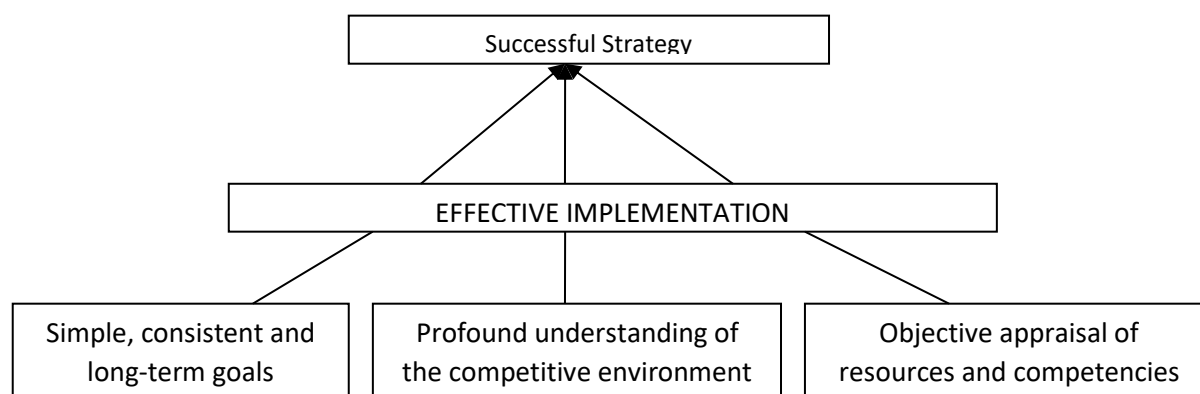 Successful Strategy
EFFECTIVE IMPLEMENTATION
Simple, consistent and
long-term goals
Profound understanding of
the competitive environment
Objective appraisal of
resources and competencies